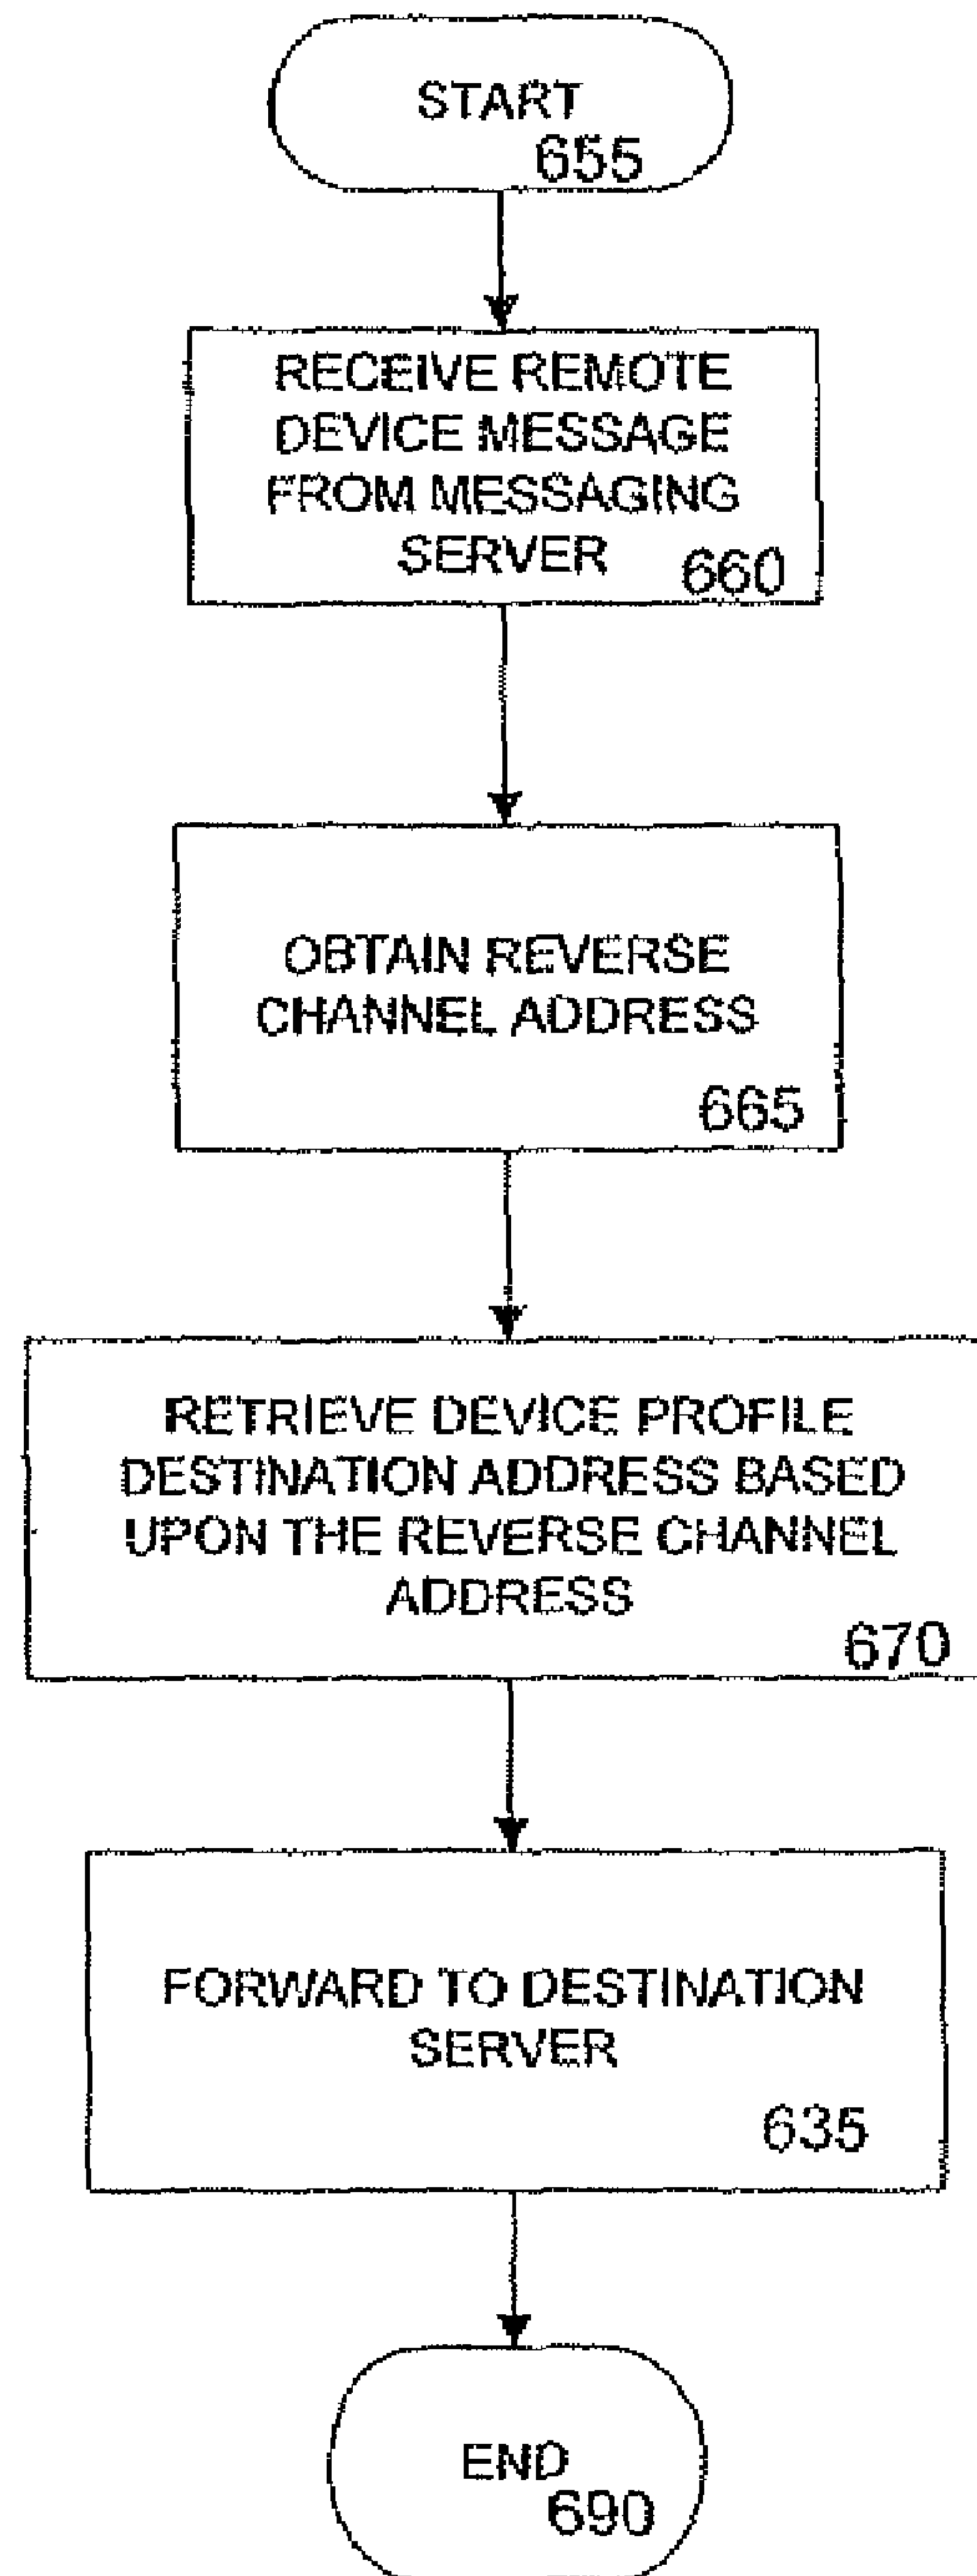 START
655
RECEIVE REMOTE
DEVICE MESSAGE
FROM MESSAGING
SERVER
660
OBTAIN REVERSE
CHANNEL ADDRESS
665
RETRIEVE DEVICE PROFILE
DESTINATION ADDRESS BASED
UPON THE REVERSE CHANNEL
ADDRESS
670
FORWARD TO DESTINATION
SERVER
635
END
690